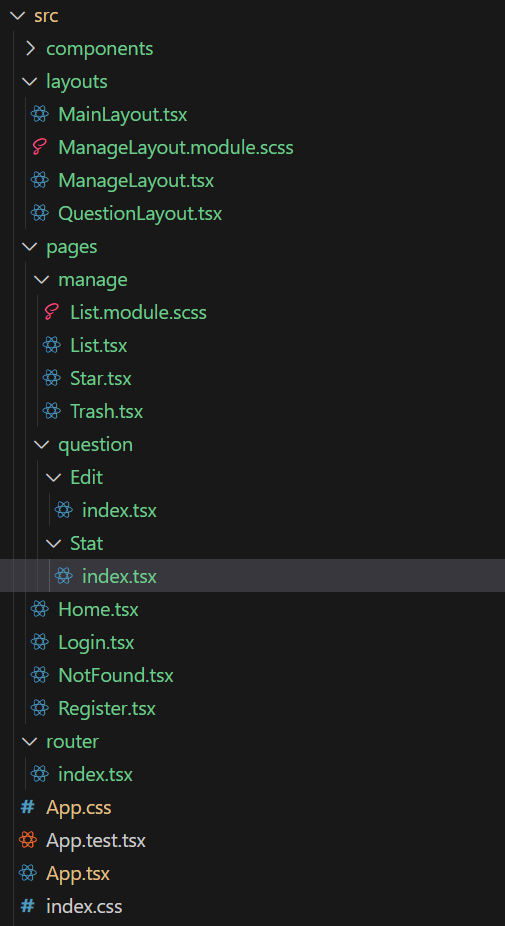 src
components
layouts
MainLayout.tsx
ManageLayout.module.scss
ManageLayout.tsx
QuestionLayout.tsx
pages
manage
List.module.scss
List.tsx
Star.tsx
Trash.tsx
question
Edit
index.tsx
Stat
index.tsx
Home.tsx
Login.tsx
NotFound.tsx
Register.tsx
router
index.tsx
# App.css
App.test.tsx
App.tsx
# index.css